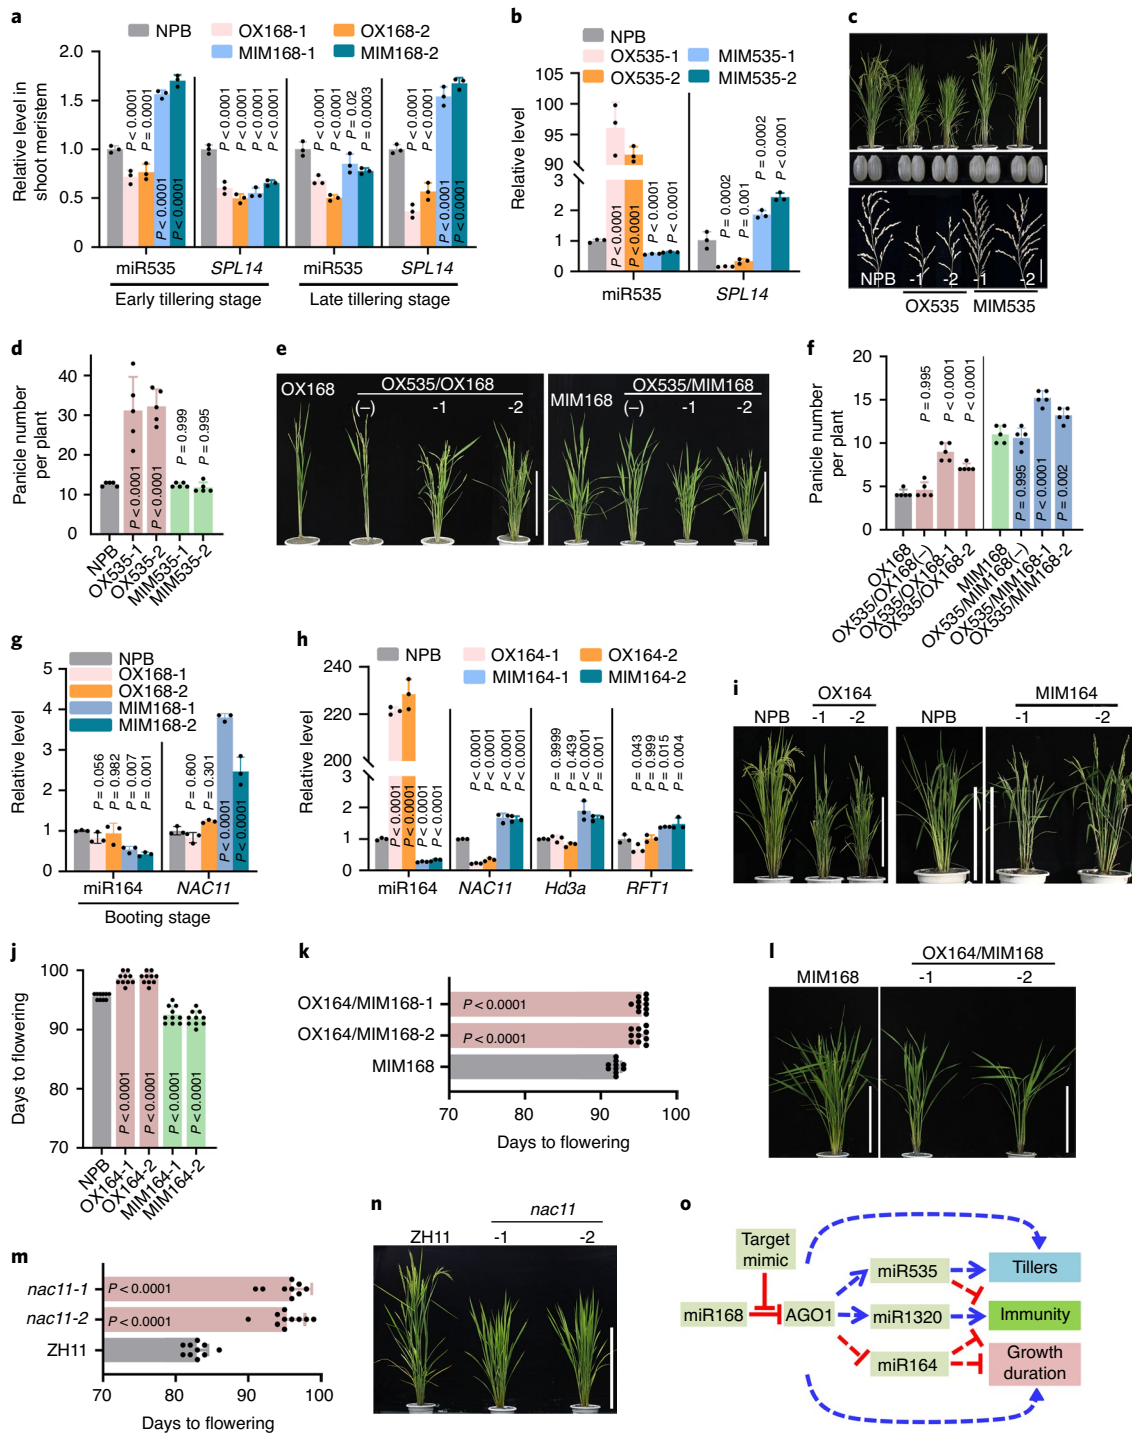 a
NPB
OX168-1
OX168-2
MIM168-1
MIM168-2
Relative level in
shoot meristem
2.0
1.5
1.0
0.5
0
P < 0.0001
P = 0.0001
P < 0.0001
P < 0.0001
P < 0.0001
P < 0.0001
P < 0.0001
P < 0.0001
P < 0.0001
P < 0.0001
P = 0.02
P = 0.0003
P < 0.0001
P < 0.0001
P < 0.0001
P < 0.0001
miR535
SPL14
miR535
SPL14
Early tillering stage
Late tillering stage
b
NPB
OX535-1
OX535-2
MIM535-1
MIM535-2
Relative level
105
100
95
90
3
2
1
0
P < 0.0001
P < 0.0001
P < 0.0001
P < 0.0001
P = 0.0002
P = 0.001
P = 0.0002
P < 0.0001
miR535
SPL14
c
NPB
-1
-2
-1
-2
OX535
MIM535
d
Panicle number
per plant
40
30
20
10
0
P < 0.0001
P < 0.0001
P = 0.999
P = 0.995
NPB
OX535-1
OX535-2
MIM535-1
MIM535-2
e
OX168
OX535/OX168
(–)
-1
-2
MIM168
OX535/MIM168
(–)
-1
-2
f
Panicle number
per plant
20
15
10
5
0
P = 0.995
P < 0.0001
P < 0.0001
P = 0.995
P < 0.0001
P = 0.002
OX168
OX535/OX168(–)
OX535/OX168-1
OX535/OX168-2
MIM168
OX535/MIM168(–)
OX535/MIM168-1
OX535/MIM168-2
g
NPB
OX168-1
OX168-2
MIM168-1
MIM168-2
Relative level
5
4
3
2
1
0
P = 0.056
P = 0.982
P = 0.007
P = 0.001
P = 0.600
P = 0.301
P < 0.0001
P < 0.0001
miR164
NAC11
Booting stage
h
NPB
OX164-1
OX164-2
MIM164-1
MIM164-2
Relative level
240
220
200
3
2
1
0
P < 0.0001
P < 0.0001
P < 0.0001
P < 0.0001
P < 0.0001
P < 0.0001
P < 0.0001
P < 0.0001
P = 0.9999
P = 0.439
P < 0.0001
P = 0.001
P = 0.043
P = 0.999
P = 0.015
P = 0.004
miR164
NAC11
Hd3a
RFT1
i
OX164
NPB
-1
-2
NPB
MIM164
-1
-2
j
Days to flowering
100
90
80
70
P < 0.0001
P < 0.0001
P < 0.0001
P < 0.0001
NPB
OX164-1
OX164-2
MIM164-1
MIM164-2
k
OX164/MIM168-1
OX164/MIM168-2
MIM168
P < 0.0001
P < 0.0001
70
80
90
100
Days to flowering
l
MIM168
OX164/MIM168
-1
-2
m
nac11-1
nac11-2
ZH11
P < 0.0001
P < 0.0001
70
80
90
100
Days to flowering
n
ZH11
nac11
-1
-2
o
Target
mimic
miR168
AGO1
miR535
miR1320
miR164
Tillers
Immunity
Growth
duration